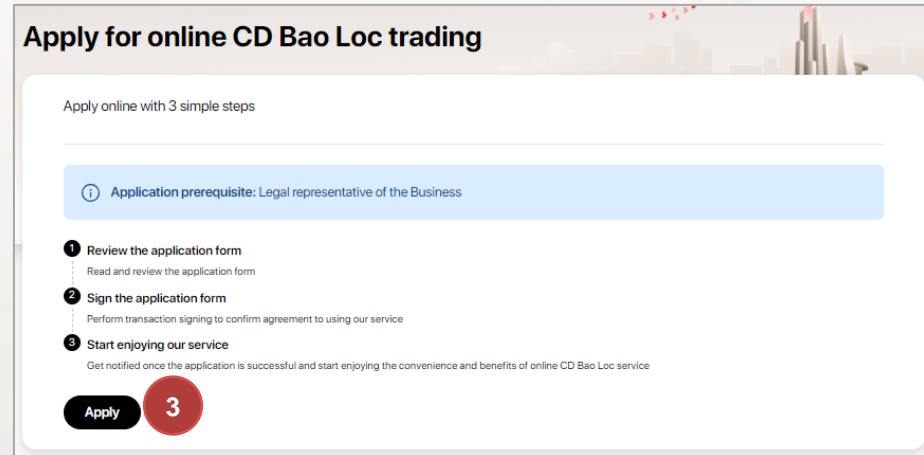 Apply for online CD Bao Loc trading
Apply online with 3 simple steps
Application prerequisite: Legal representative of the Business
1 Review the application form
Read and review the application form
2 Sign the application form
Perform transaction signing to confirm agreement to using our service
3 Start enjoying our service
Get notified once the application is successful and start enjoying the convenience and benefits of online CD Bao Loc service
Apply 3